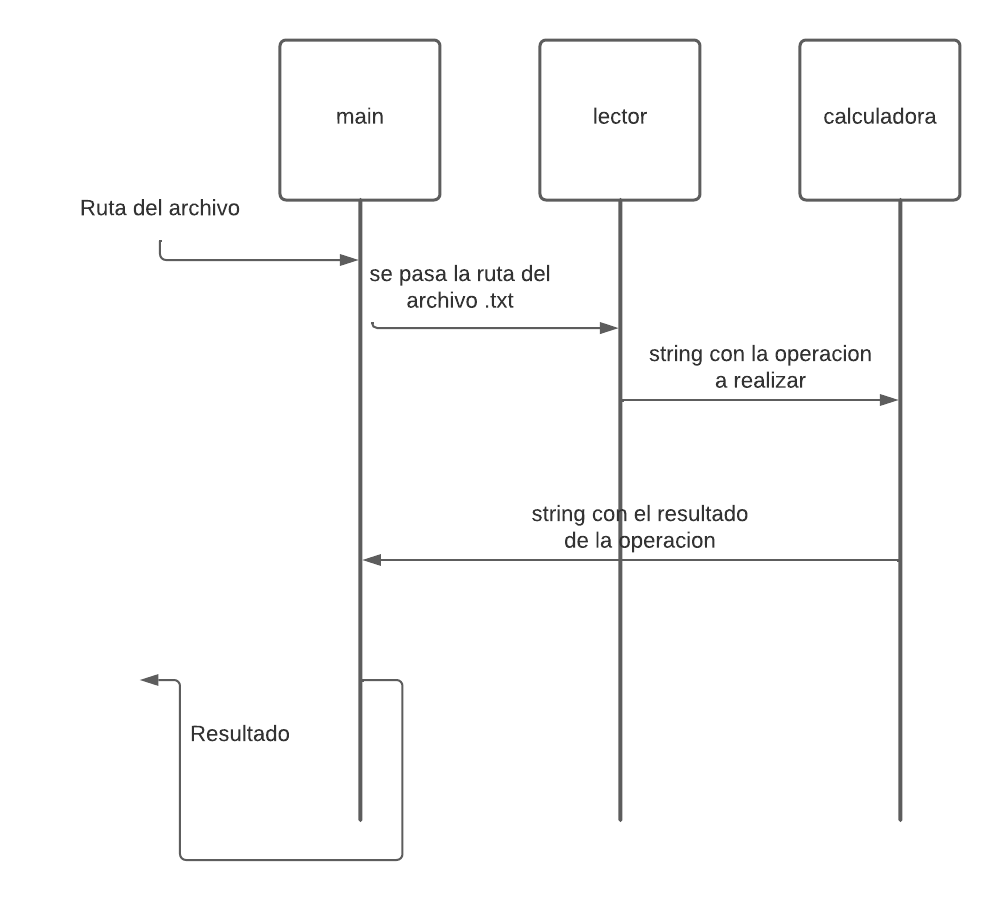 main
lector
calculadora
Ruta del archivo
se pasa la ruta del
archivo .txt
string con la operacion
a realizar
string con el resultado
de la operacion
Resultado